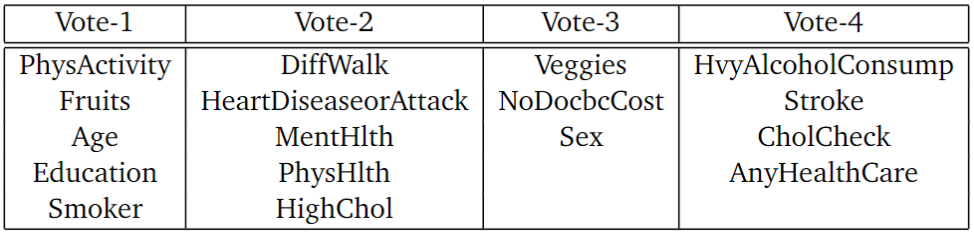 Vote-1 Vote-2 Vote-3 Vote-4
PhysActivity DiffWalk Veggies HvyAlcoholConsump
Fruits HeartDiseaseorAttack NoDocbcCost Stroke
Age MentHlth Sex CholCheck
Education PhysHlth AnyHealthCare
Smoker HighChol